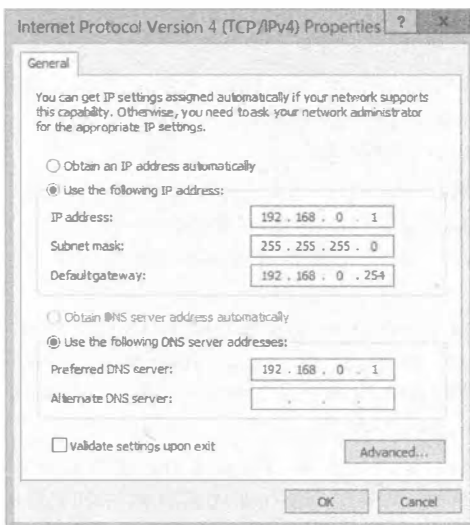 Internet Protocol Version 4 (TCP/IPv4) Properties ? x
General
You can get IP settings assigned automatically if your network supports
this capability. Otherwise, you need to ask your network administrator
for the appropriate IP settings.
Obtain an IP address automatically
Use the following IP address:
IP address: 192 . 168 . 0 . 1
Subnet mask: 255 . 255 . 255 . 0
Default gateway: 192 . 168 . 0 . 254
Obtain DNS server address automatically
Use the following DNS server addresses:
Preferred DNS server: 192 . 168 . 0 . 1
Alternate DNS server: . . .
Validate settings upon exit
Advanced...
OK Cancel